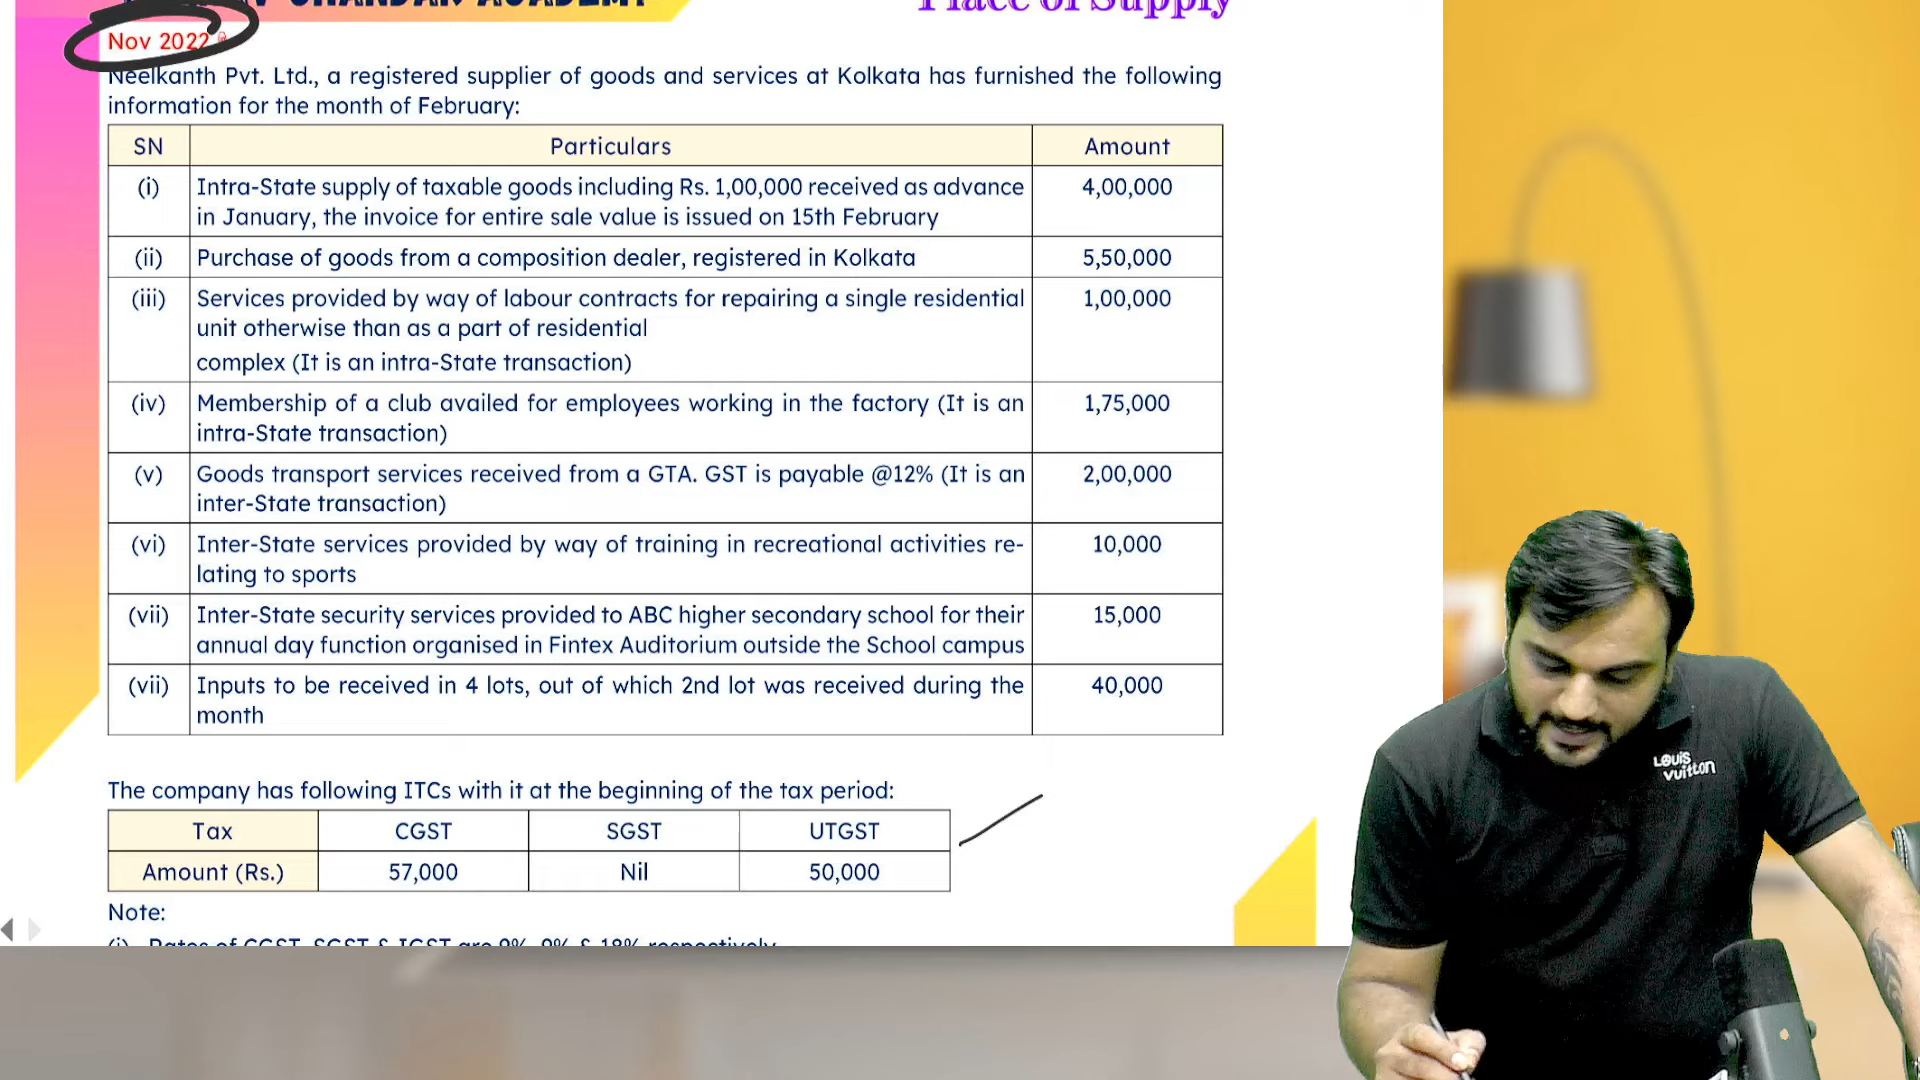 Place of Supply
Nov 2022
Neelkanth Pvt. Ltd., a registered supplier of goods and services at Kolkata has furnished the following
information for the month of February:
SN Particulars Amount
(i) Intra-State supply of taxable goods including Rs. 1,00,000 received as advance 4,00,000
in January, the invoice for entire sale value is issued on 15th February
(ii) Purchase of goods from a composition dealer, registered in Kolkata 5,50,000
(iii) Services provided by way of labour contracts for repairing a single residential 1,00,000
unit otherwise than as a part of residential
complex (It is an intra-State transaction)
(iv) Membership of a club availed for employees working in the factory (It is an 1,75,000
intra-State transaction)
(v) Goods transport services received from a GTA. GST is payable @12% (It is an 2,00,000
inter-State transaction)
(vi) Inter-State services provided by way of training in recreational activities re- 10,000
lating to sports
(vii) Inter-State security services provided to ABC higher secondary school for their 15,000
annual day function organised in Fintex Auditorium outside the School campus
(vii) Inputs to be received in 4 lots, out of which 2nd lot was received during the 40,000
month
The company has following ITCs with it at the beginning of the tax period:
Tax CGST SGST UTGST
Amount (Rs.) 57,000 Nil 50,000
Note:
(i) Rates of CGST, SGST & IGST are 9%, 9% & 18% respectively
Louis
vuitton